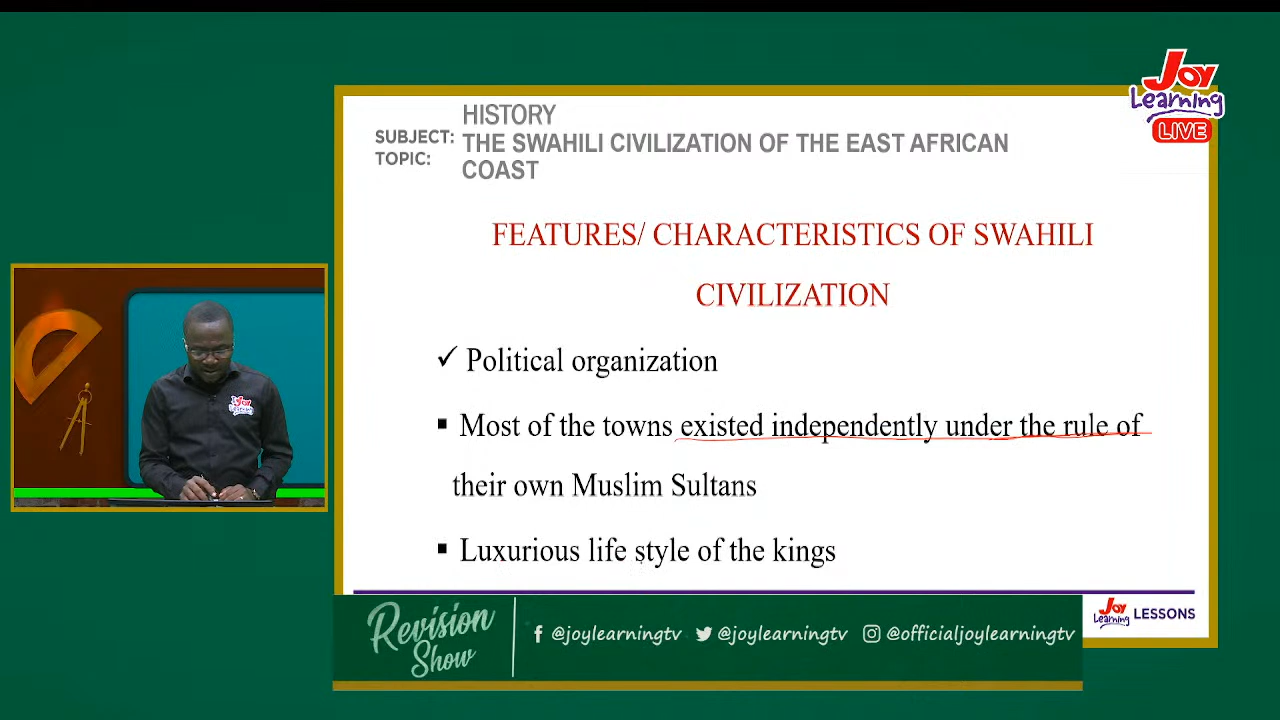 Joy
Learning
LIVE
HISTORY
SUBJECT: THE SWAHILI CIVILIZATION OF THE EAST AFRICAN
TOPIC: COAST
FEATURES/ CHARACTERISTICS OF SWAHILI
CIVILIZATION
✓ Political organization
▪ Most of the towns existed independently under the rule of
their own Muslim Sultans
▪ Luxurious life style of the kings
Joy
Learning
Joy
Learning LESSONS
Revision
Show
@joylearningtv @joylearningtv @officialjoylearningtv